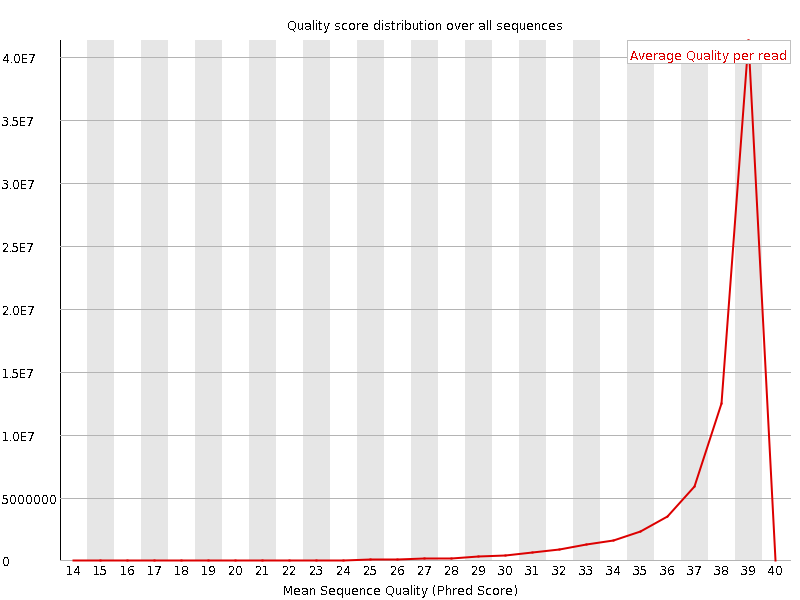 Quality score distribution over all sequences
Average Quality per read
4.0E7
3.5E7
3.0E7
2.5E7
2.0E7
1.5E7
1.0E7
5000000
0
14 15 16 17 18 19 20 21 22 23 24 25 26 27 28 29 30 31 32 33 34 35 36 37 38 39 40
Mean Sequence Quality (Phred Score)